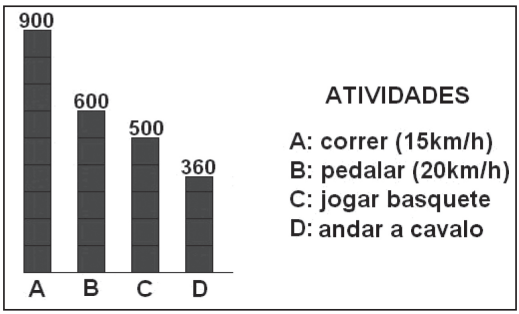 900
600
500
360
A B C D
ATIVIDADES
A: correr (15km/h)
B: pedalar (20km/h)
C: jogar basquete
D: andar a cavalo